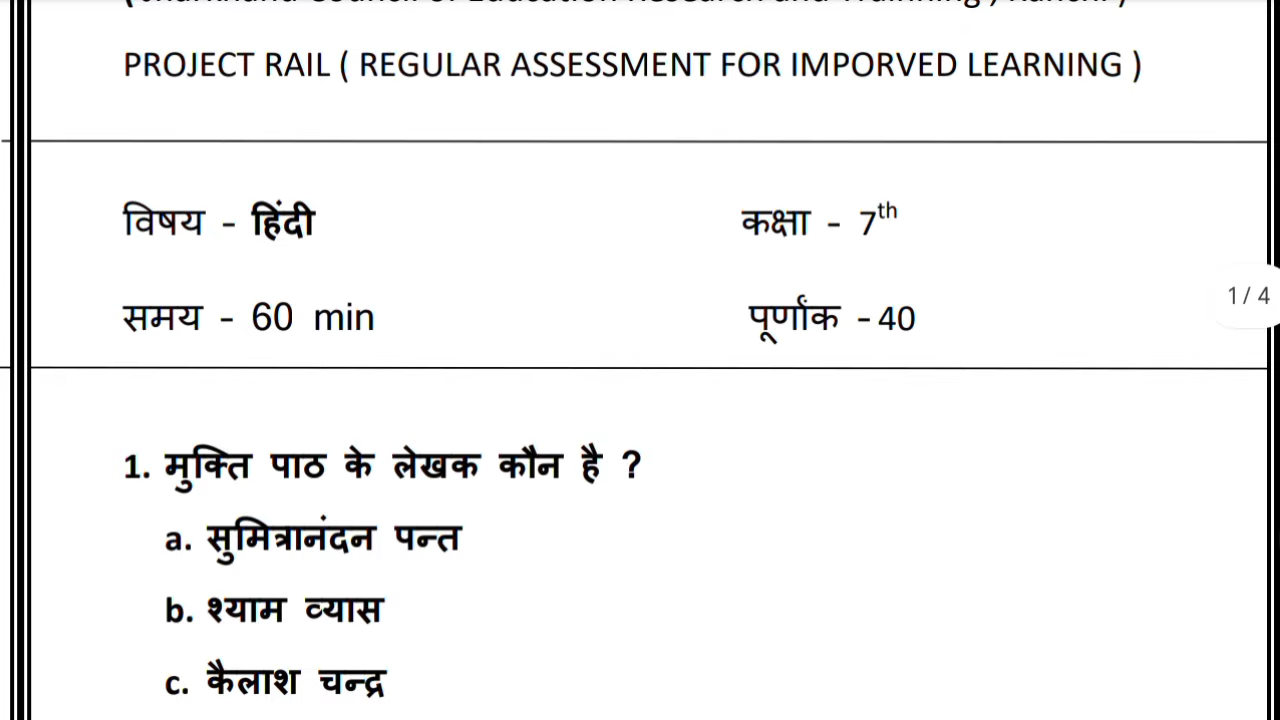 PROJECT RAIL ( REGULAR ASSESSMENT FOR IMPORVED LEARNING )
विषय - हिंदी
कक्षा - 7th
समय - 60 min
पूर्णांक - 40
1 / 4
1. मुक्ति पाठ के लेखक कौन है ?
a. सुमित्रानंदन पन्त
b. श्याम व्यास
c. कैलाश चन्द्र